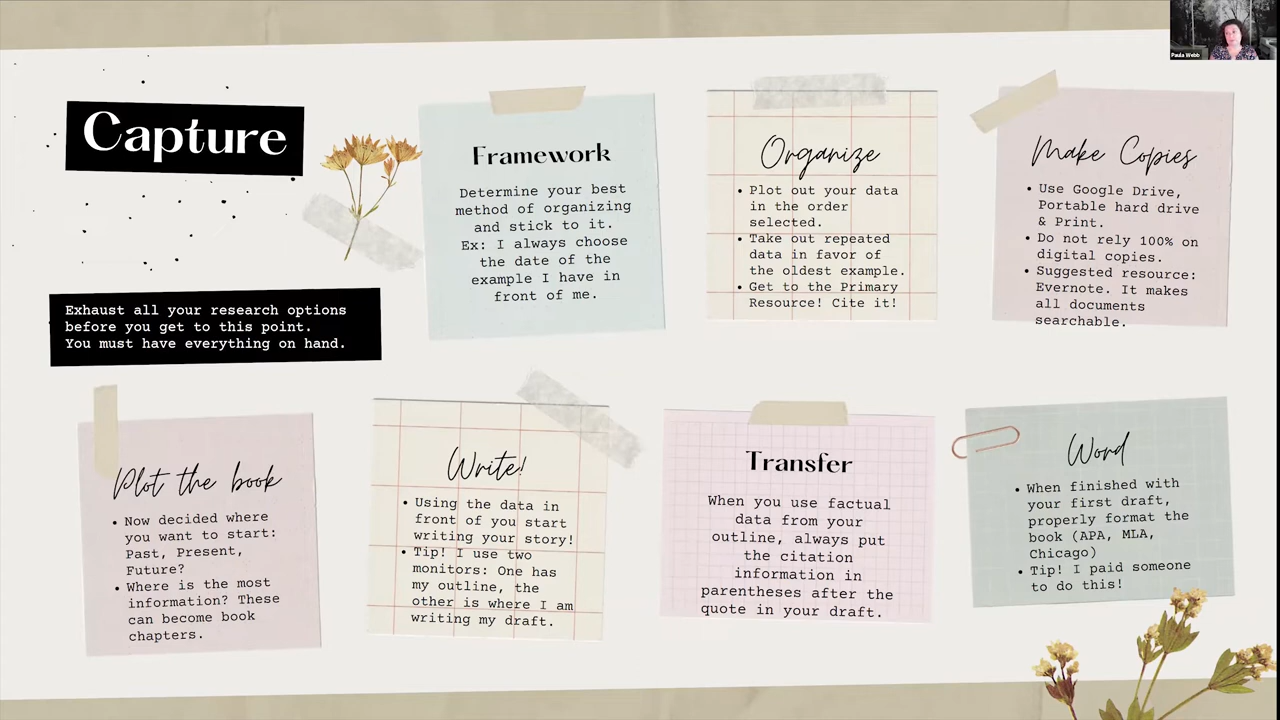 Capture
Exhaust all your research options
before you get to this point.
You must have everything on hand.
Framework
Determine your best
method of organizing
and stick to it.
Ex: I always choose
the date of the
example I have in
front of me.
Organize
• Plot out your data
in the order
selected.
• Take out repeated
data in favor of
the oldest example.
• Get to the Primary
Resource! Cite it!
Make Copies
• Use Google Drive,
Portable hard drive
& Print.
• Do not rely 100% on
digital copies.
• Suggested resource:
Evernote. It makes
all documents
searchable.
Plot the book
• Now decided where
you want to start:
Past, Present,
Future?
• Where is the most
information? These
can become book
chapters.
Write!
• Using the data in
front of you start
writing your story!
• Tip! I use two
monitors: One has
my outline, the
other is where I am
writing my draft.
Transfer
When you use factual
data from your
outline, always put
the citation
information in
parentheses after the
quote in your draft.
Word
• When finished with
your first draft,
properly format the
book (APA, MLA,
Chicago)
• Tip! I paid someone
to do this!
Paula Webb